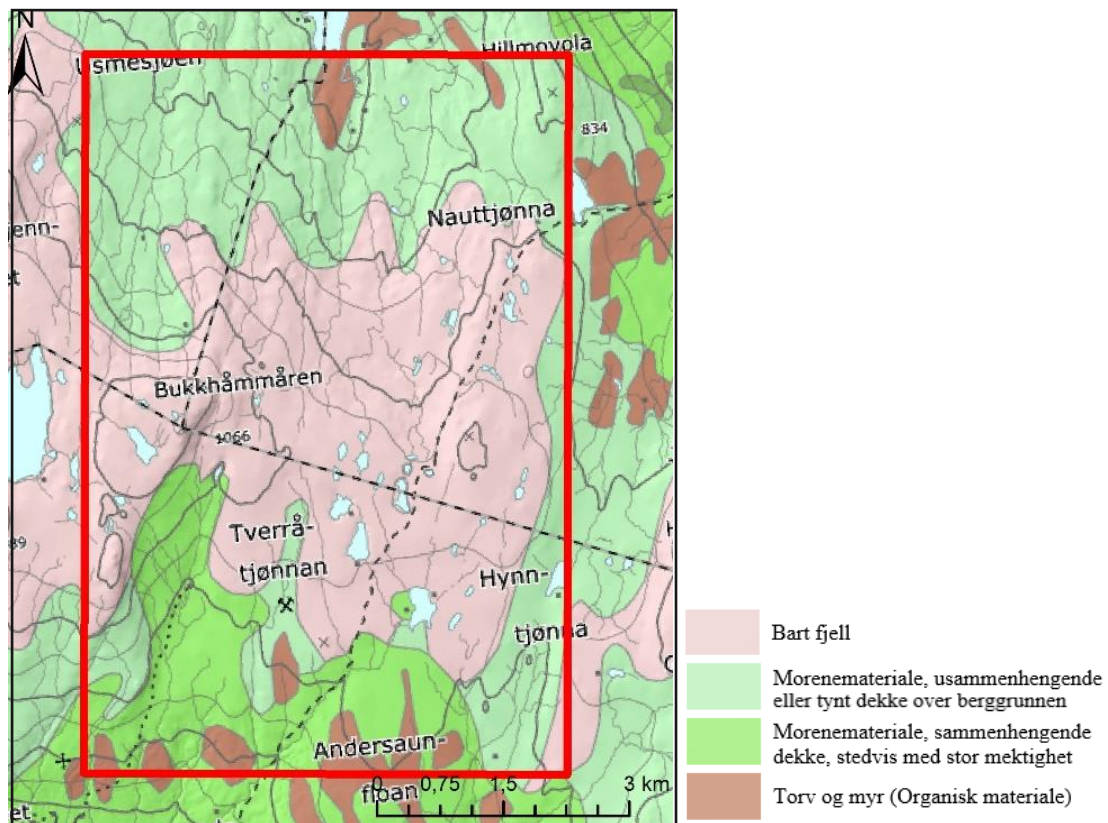 N
Usmesjøen
Hillmovola
834
Nauttjønna
jenn-
et
Bukkhåmmåren
1066
Tverrå-
tjønnan
89
Hynn-
tjønna
Andersaun-
floan
et
0 0,75 1,5 3 km
Bart fjell
Morenemateriale, usammenhengende
eller tynt dekke over berggrunnen
Morenemateriale, sammenhengende
dekke, stedvis med stor mektighet
Torv og myr (Organisk materiale)